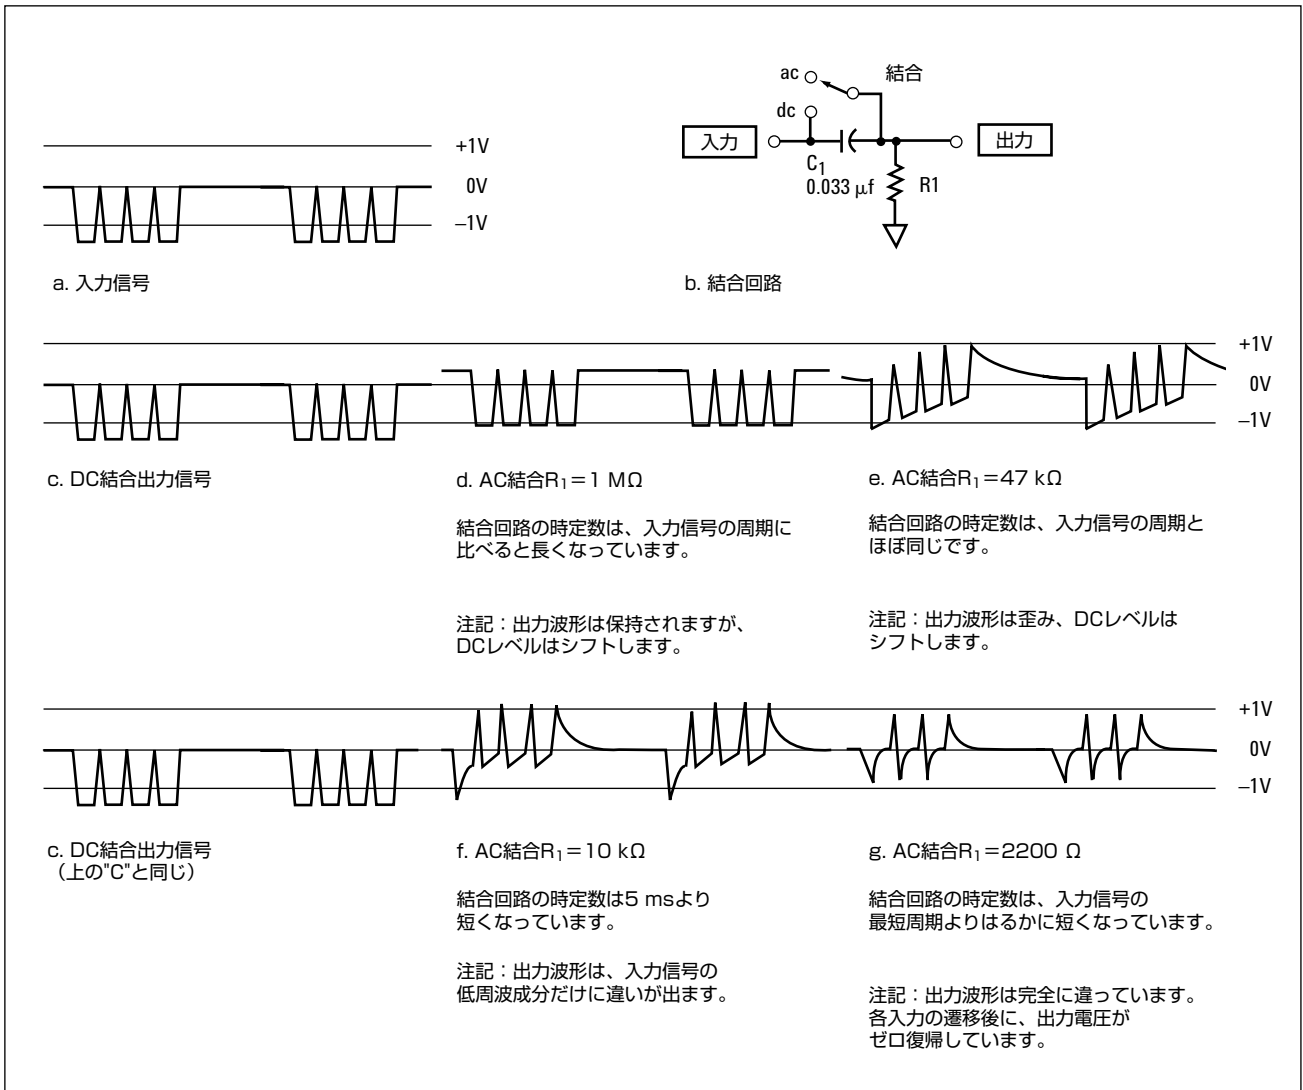 +1V
0V
–1V
a. 入力信号
ac
結合
dc
入力
出力
C1
0.033 μf
R1
b. 結合回路
+1V
0V
–1V
c. DC結合出力信号
d. AC結合R1=1 MΩ
結合回路の時定数は、入力信号の周期に
比べると長くなっています。
注記：出力波形は保持されますが、
DCレベルはシフトします。
e. AC結合R1=47 kΩ
結合回路の時定数は、入力信号の周期と
ほぼ同じです。
注記：出力波形は歪み、DCレベルは
シフトします。
+1V
0V
–1V
c. DC結合出力信号
（上の"C"と同じ）
f. AC結合R1=10 kΩ
結合回路の時定数は5 msより
短くなっています。
注記：出力波形は、入力信号の
低周波成分だけに違いが出ます。
g. AC結合R1=2200 Ω
結合回路の時定数は、入力信号の
最短周期よりはるかに短くなっています。
注記：出力波形は完全に違っています。
各入力の遷移後に、出力電圧が
ゼロ復帰しています。